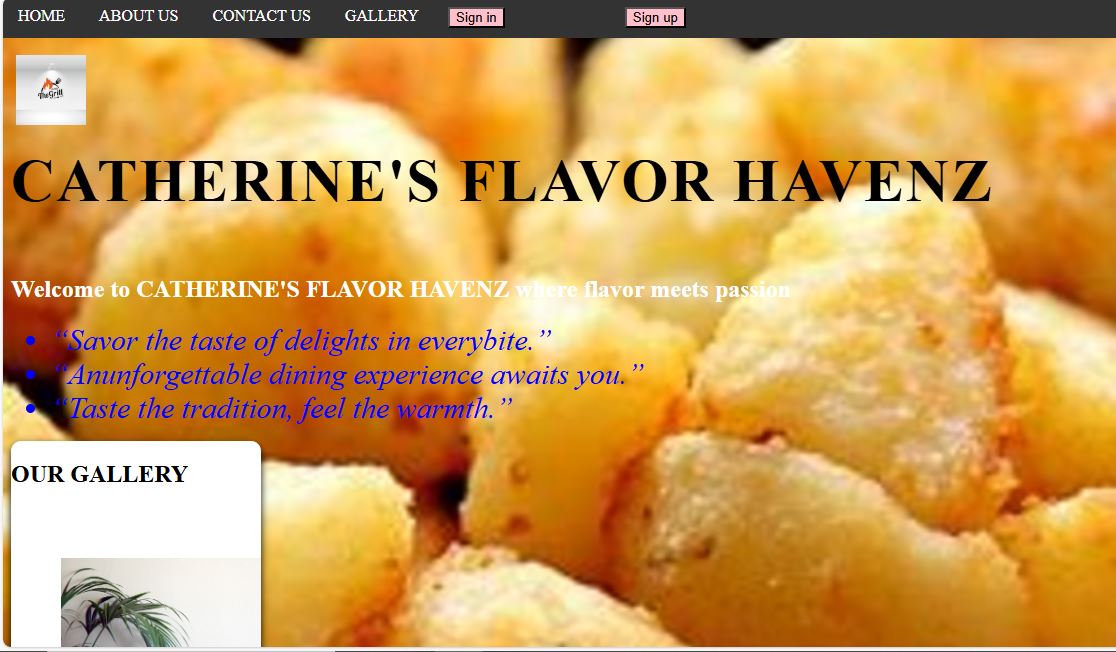 HOME ABOUT US CONTACT US GALLERY Sign in Sign up
The Grill
CATHERINE'S FLAVOR HAVENZ
Welcome to CATHERINE'S FLAVOR HAVENZ where flavor meets passion
“Savor the taste of delights in everybite.”
“Anunforgettable dining experience awaits you.”
“Taste the tradition, feel the warmth.”
OUR GALLERY